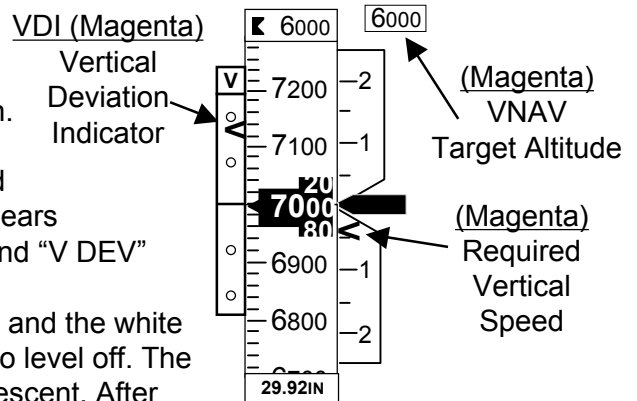 VDI (Magenta)
Vertical
Deviation
Indicator
n.
d
ears
nd “V DEV”
and the white
o level off. The
escent. After
6000
V
7200
7100
20
7000
80
6900
6800
29.92IN
2
1
1
2
6000
(Magenta)
VNAV
Target Altitude
(Magenta)
Required
Vertical
Speed